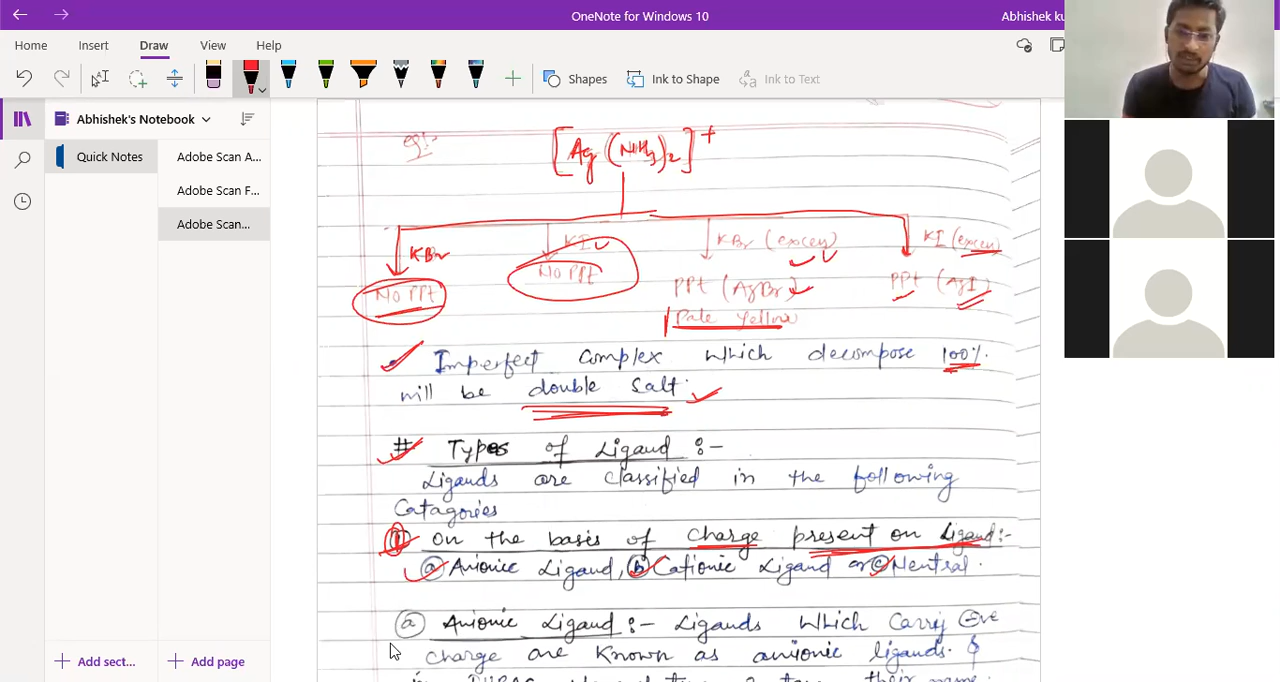 OneNote for Windows 10
Abhishek ku
Home Insert Draw View Help
Shapes Ink to Shape Ink to Text
Abhishek's Notebook
Quick Notes
Adobe Scan A...
Adobe Scan F...
Adobe Scan...
eg:-
[Ag(NH3)2]+
KBr KI KBr (excess) KI (excess)
No PPt No PPt PPt (AgBr) PPt (AgI)
Pale yellow
Imperfect Complex which decompose 100%.
will be double Salt.
# Types of Ligand :-
Ligands are classified in the following
Catagories
① On the basis of Charge present on Ligand:-
ⓐ Anionic Ligand, ⓑ Cationic Ligand or ⓒ Neutral.
ⓐ Anionic Ligand :- Ligands which carry ⊖ve
charge are known as anionic ligands. &
their name
+ Add sect... + Add page